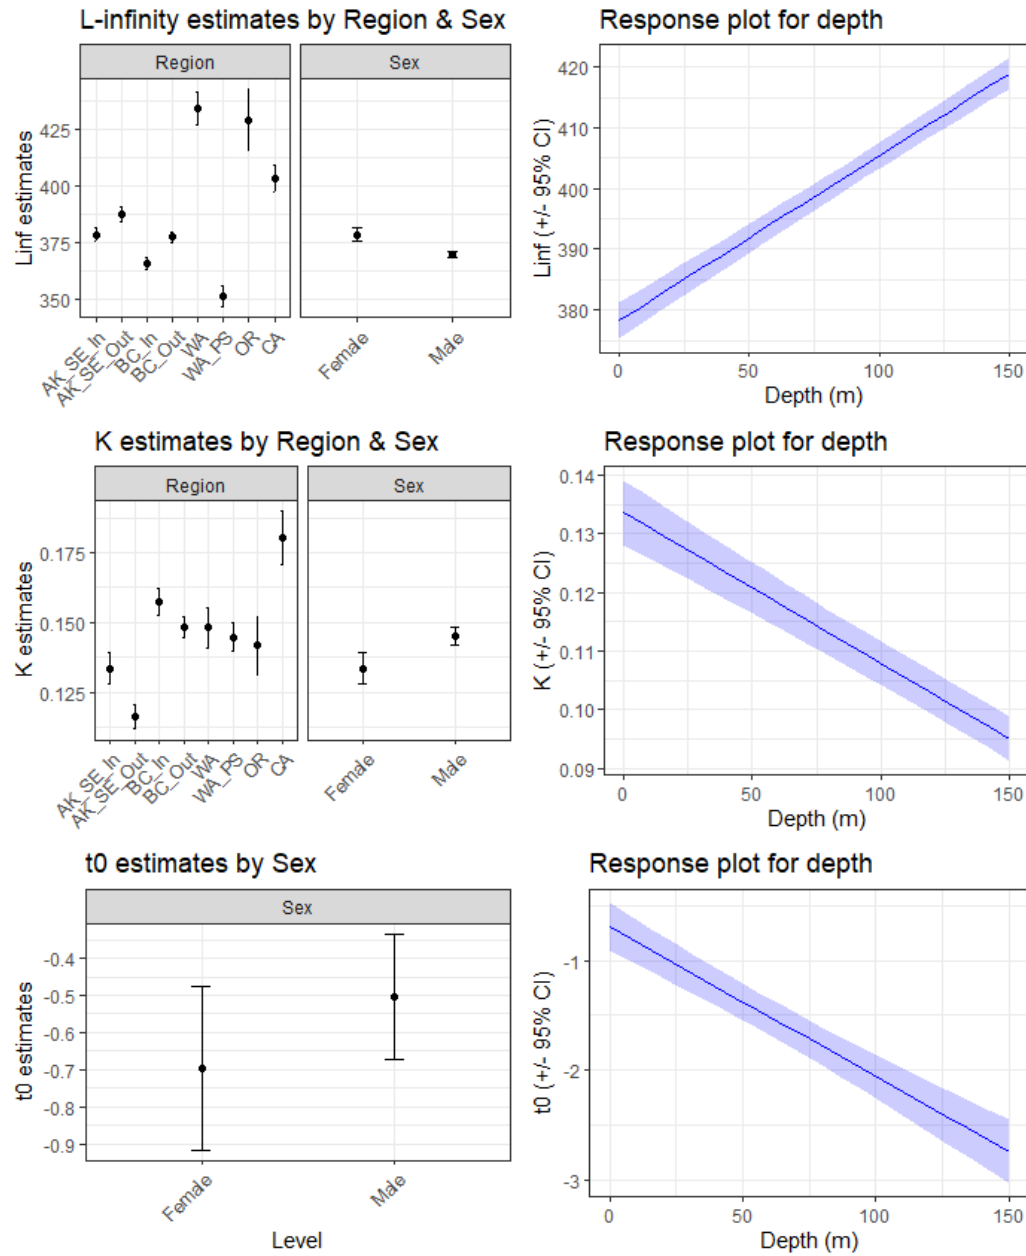 L-infinity estimates by Region & Sex
Region
Sex
Linf estimates
425
400
375
350
AK_SE_In
AK_SE_Out
BC_In
BC_Out
WA
WA_PS
OR
CA
Female
Male
Response plot for depth
Linf (+/- 95% CI)
420
410
400
390
380
0
50
100
150
Depth (m)
K estimates by Region & Sex
Region
Sex
K estimates
0.175
0.150
0.125
AK_SE_In
AK_SE_Out
BC_In
BC_Out
WA
WA_PS
OR
CA
Female
Male
Response plot for depth
K (+/- 95% CI)
0.14
0.13
0.12
0.11
0.10
0.09
0
50
100
150
Depth (m)
t0 estimates by Sex
Sex
t0 estimates
-0.4
-0.5
-0.6
-0.7
-0.8
-0.9
Female
Male
Level
Response plot for depth
t0 (+/- 95% CI)
-1
-2
-3
0
50
100
150
Depth (m)